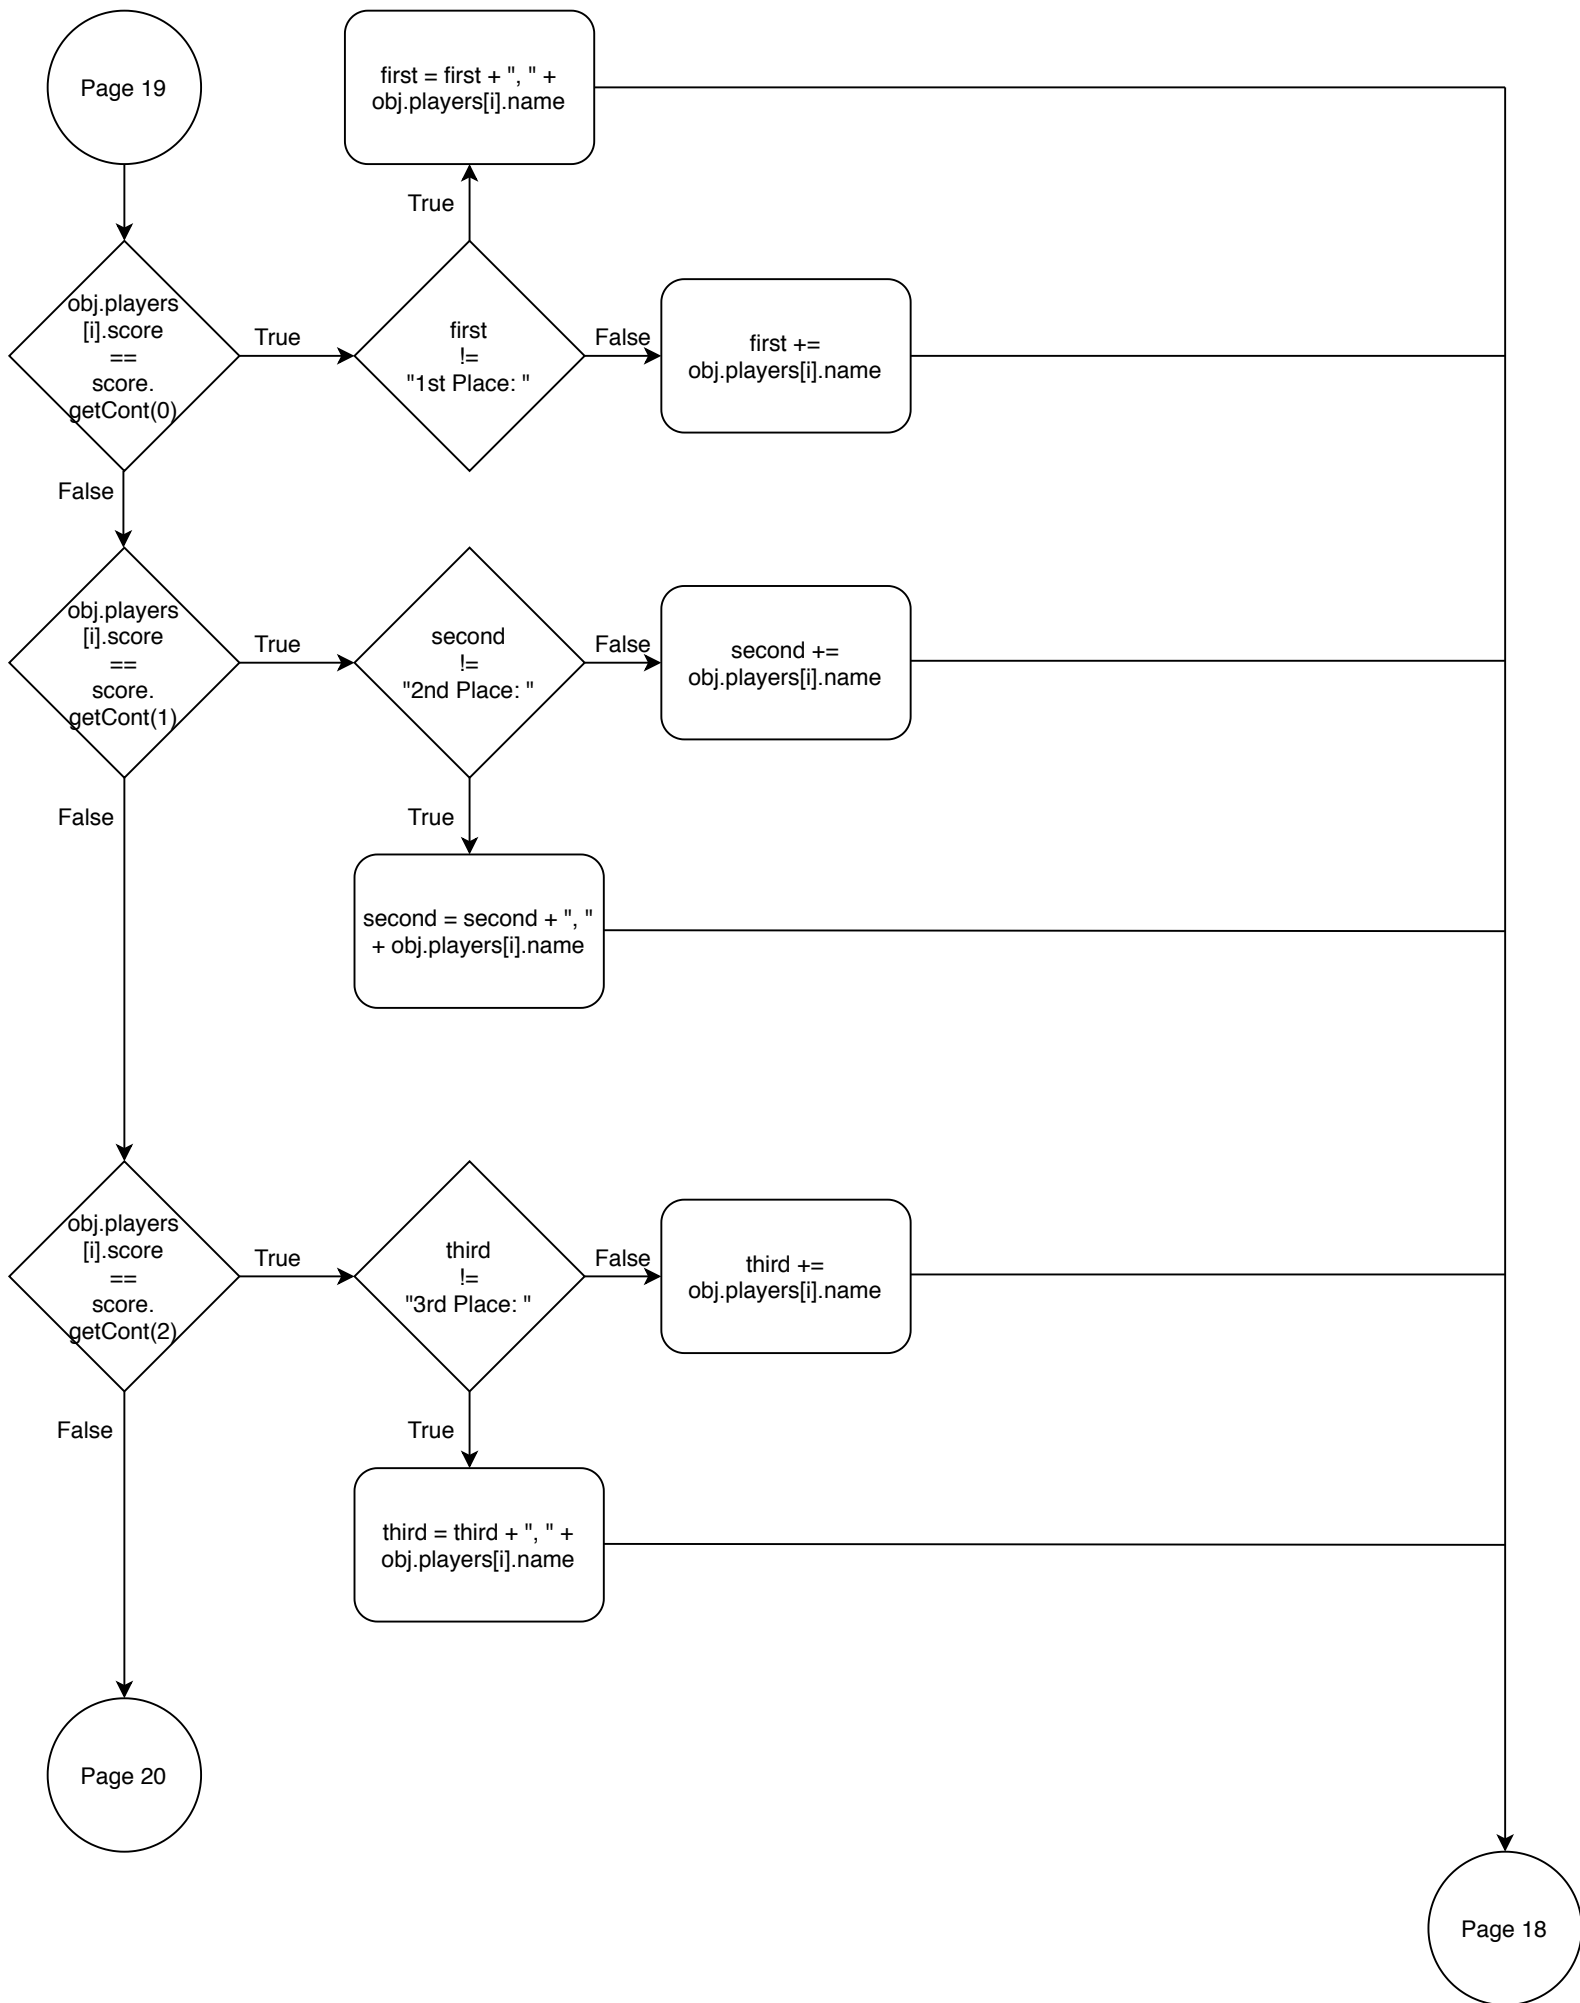 Page 19
first = first + ", " +
obj.players[i].name
True
obj.players
[i].score
==
score.
getCont(0)
True
first
!=
"1st Place: "
False
first +=
obj.players[i].name
False
obj.players
[i].score
==
score.
getCont(1)
True
second
!=
"2nd Place: "
False
second +=
obj.players[i].name
False
True
second = second + ", "
+ obj.players[i].name
obj.players
[i].score
==
score.
getCont(2)
True
third
!=
"3rd Place: "
False
third +=
obj.players[i].name
False
True
third = third + ", " +
obj.players[i].name
Page 20
Page 18